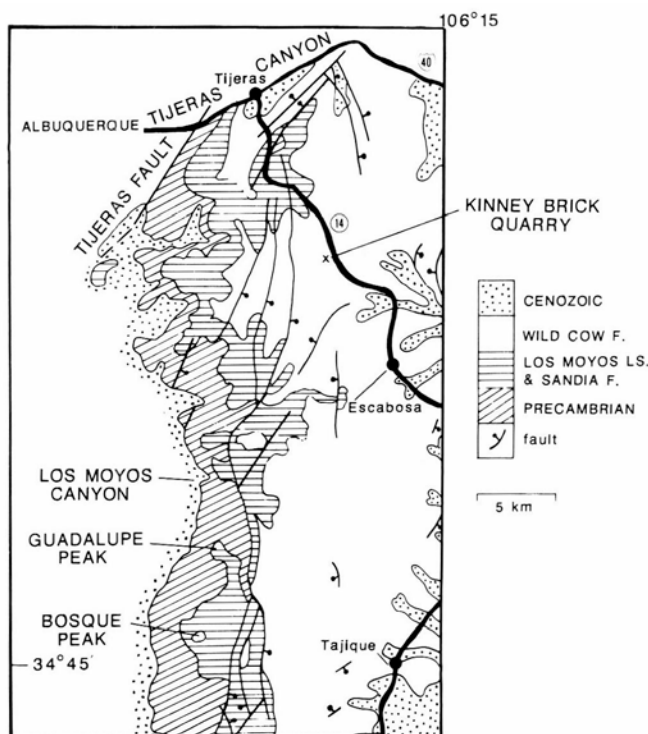 106° 15
40
Tijeras
CANYON
TIJERAS
ALBUQUERQUE
TIJERAS FAULT
14
KINNEY BRICK
QUARRY
x
CENOZOIC
WILD COW F.
LOS MOYOS LS.
& SANDIA F.
PRECAMBRIAN
fault
5 km
Escabosa
LOS MOYOS
CANYON
GUADALUPE
PEAK
BOSQUE
PEAK
Tajique
34° 45'